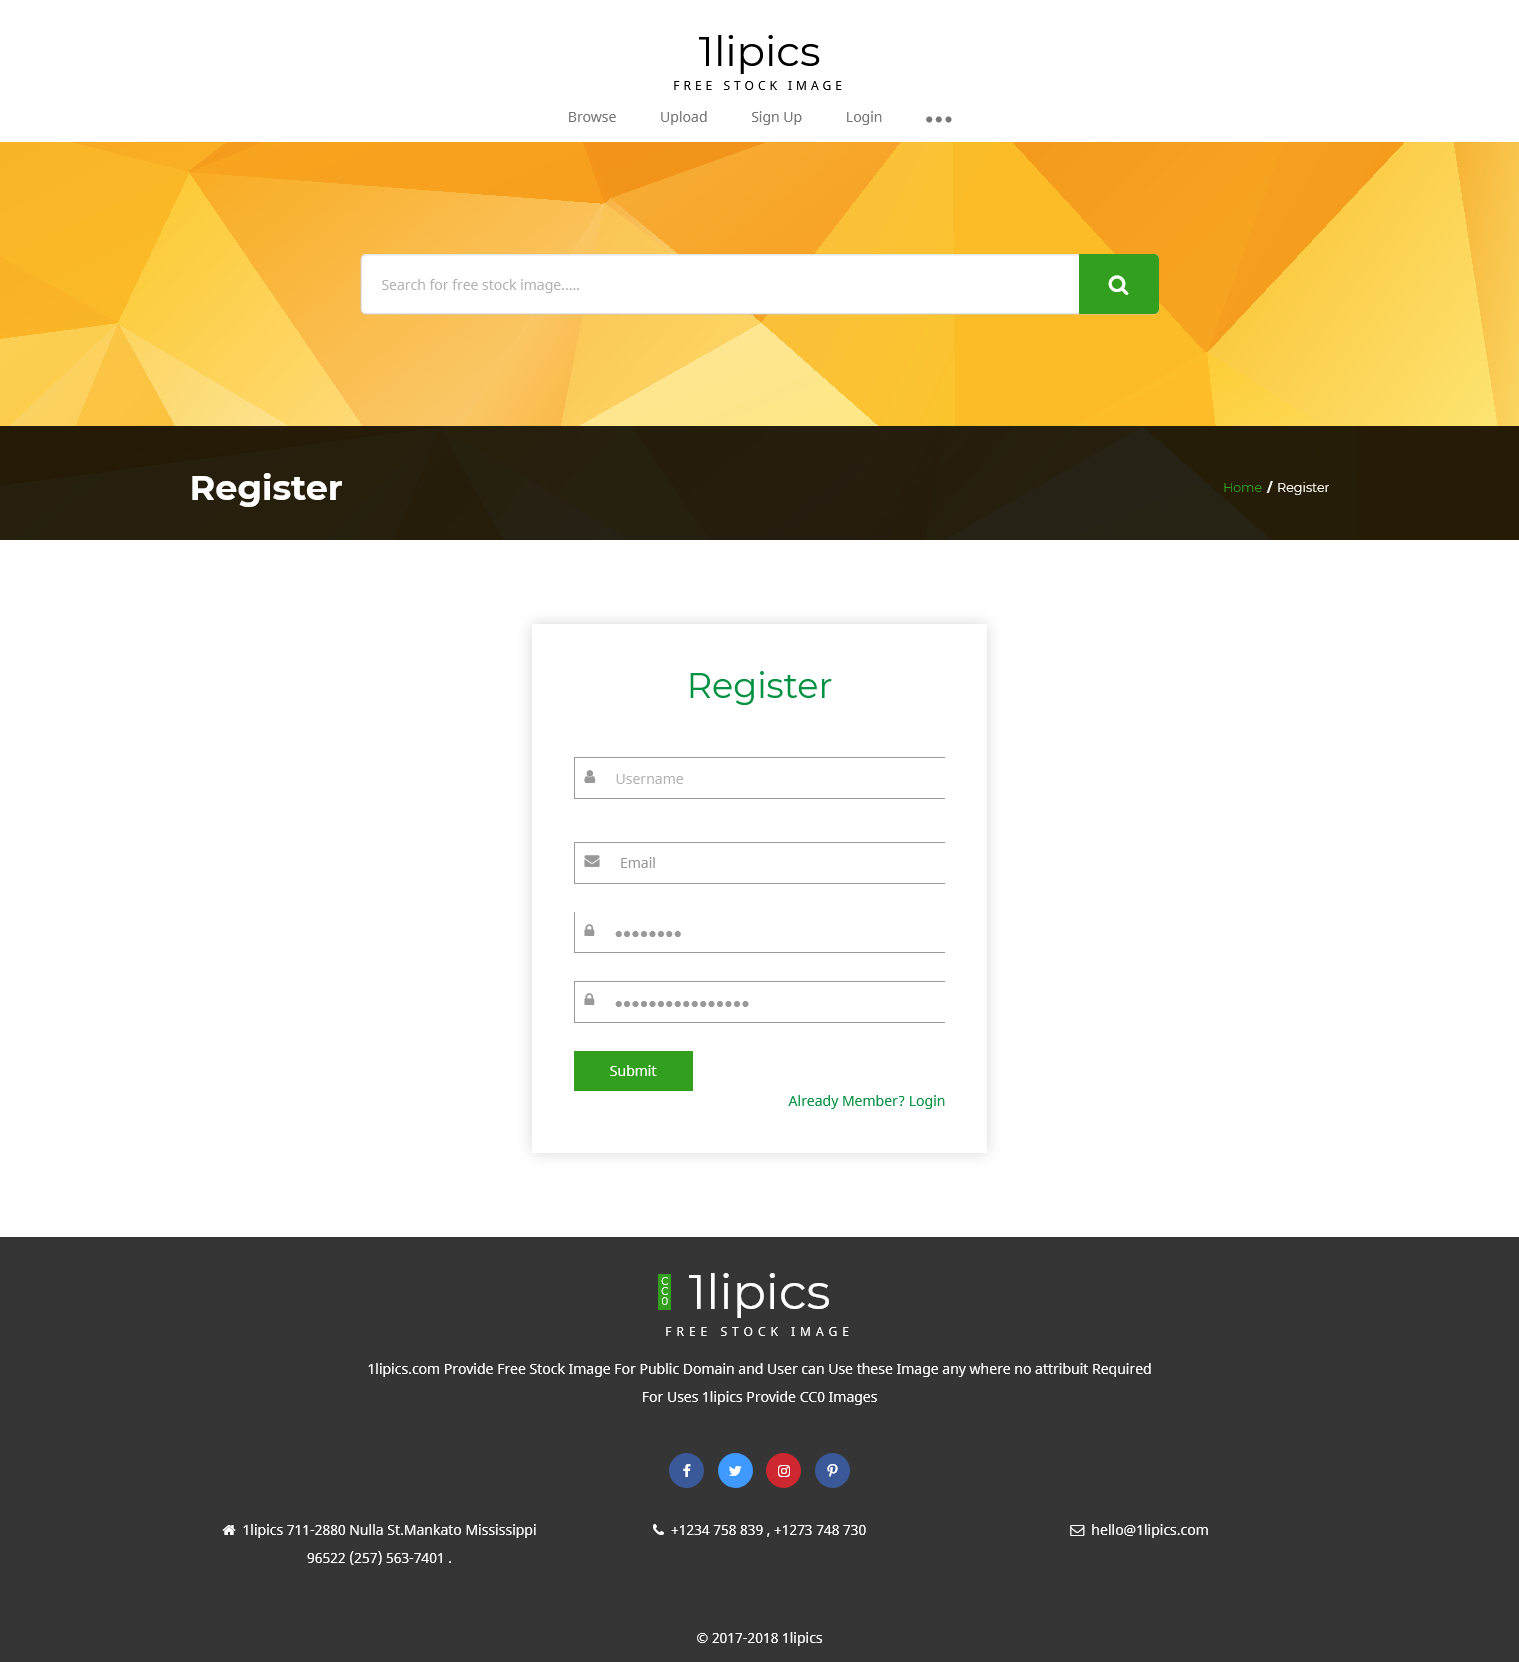 1lipics
FREE STOCK IMAGE
Browse Upload Sign Up Login
Search for free stock image.....
Register
Home / Register
Register
Username
Email
Submit
Already Member? Login
CC0
1lipics
FREE STOCK IMAGE
1lipics.com Provide Free Stock Image For Public Domain and User can Use these Image any where no attribuit Required
For Uses 1lipics Provide CC0 Images
1lipics 711-2880 Nulla St.Mankato Mississippi
96522 (257) 563-7401 .
+1234 758 839 , +1273 748 730
hello@1lipics.com
© 2017-2018 1lipics